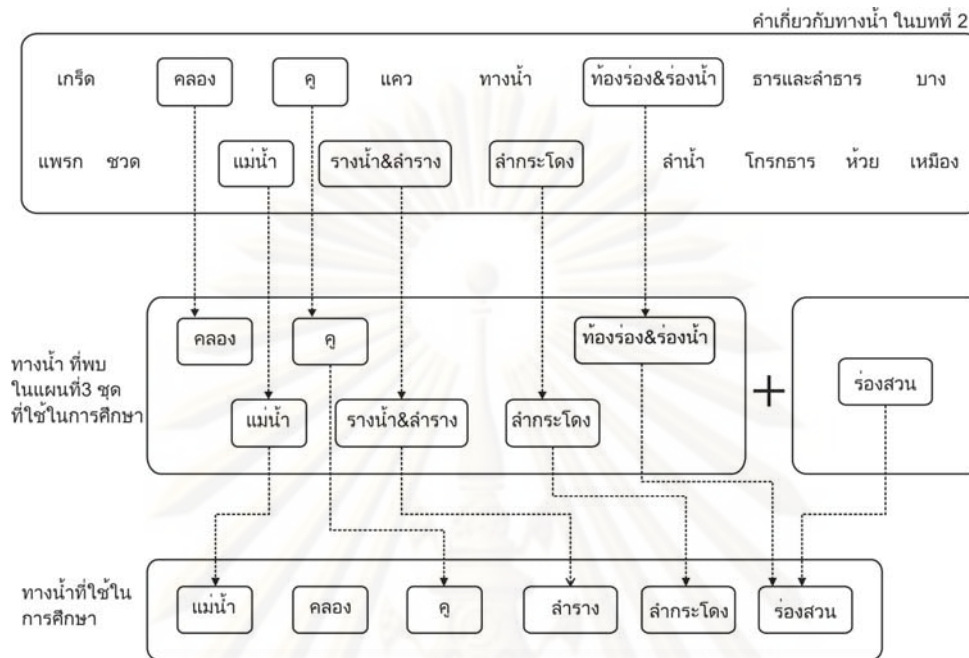 คำเกี่ยวกับทางน้ำ ในบทที่ 2
เกร็ด คลอง คู แคว ทางน้ำ ท้องร่อง&ร่องน้ำ ธารและลำธาร บาง
แพรก ชวด แม่น้ำ รางน้ำ&ลำราง ลำกระโดง ลำน้ำ โกรกธาร ห้วย เหมือง
คลอง คู ท้องร่อง&ร่องน้ำ
ทางน้ำ ที่พบ
ในแผนที่3 ชุด
ที่ใช้ในการศึกษา
แม่น้ำ รางน้ำ&ลำราง ลำกระโดง
+
ร่องสวน
ทางน้ำที่ใช้ใน
การศึกษา
แม่น้ำ คลอง คู ลำราง ลำกระโดง ร่องสวน